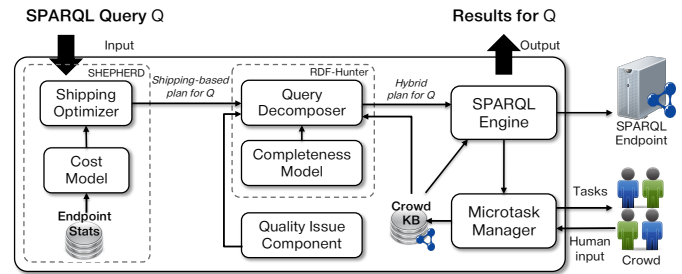 SPARQL Query Q
Results for Q
Input
Output
SHEPHERD
RDF-Hunter
Shipping
Optimizer
Shipping-based
plan for Q
Query
Decomposer
Hybrid
plan for Q
SPARQL
Engine
SPARQL
Endpoint
Cost
Model
Completeness
Model
Endpoint
Stats
Quality Issue
Component
Crowd
KB
Microtask
Manager
Tasks
Human
input
Crowd